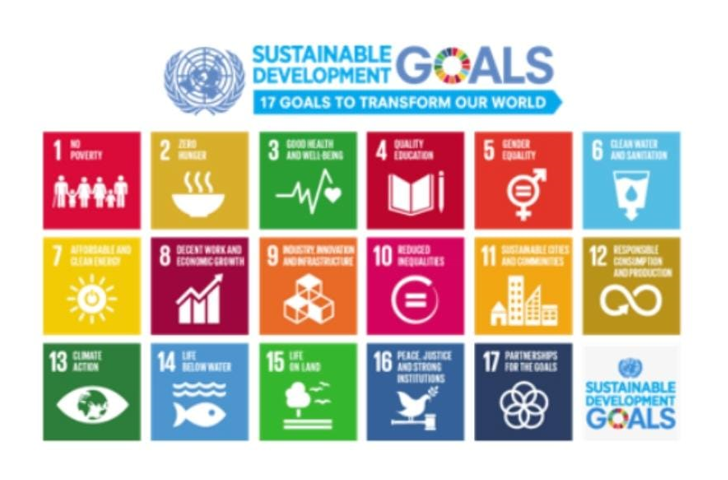 SUSTAINABLE
DEVELOPMENT GOALS
17 GOALS TO TRANSFORM OUR WORLD
1 NO
POVERTY
2 ZERO
HUNGER
3 GOOD HEALTH
AND WELL-BEING
4 QUALITY
EDUCATION
5 GENDER
EQUALITY
6 CLEAN WATER
AND SANITATION
7 AFFORDABLE AND
CLEAN ENERGY
8 DECENT WORK AND
ECONOMIC GROWTH
9 INDUSTRY, INNOVATION
AND INFRASTRUCTURE
10 REDUCED
INEQUALITIES
11 SUSTAINABLE CITIES
AND COMMUNITIES
12 RESPONSIBLE
CONSUMPTION
AND PRODUCTION
13 CLIMATE
ACTION
14 LIFE
BELOW WATER
15 LIFE
ON LAND
16 PEACE, JUSTICE
AND STRONG
INSTITUTIONS
17 PARTNERSHIPS
FOR THE GOALS
SUSTAINABLE
DEVELOPMENT
GOALS